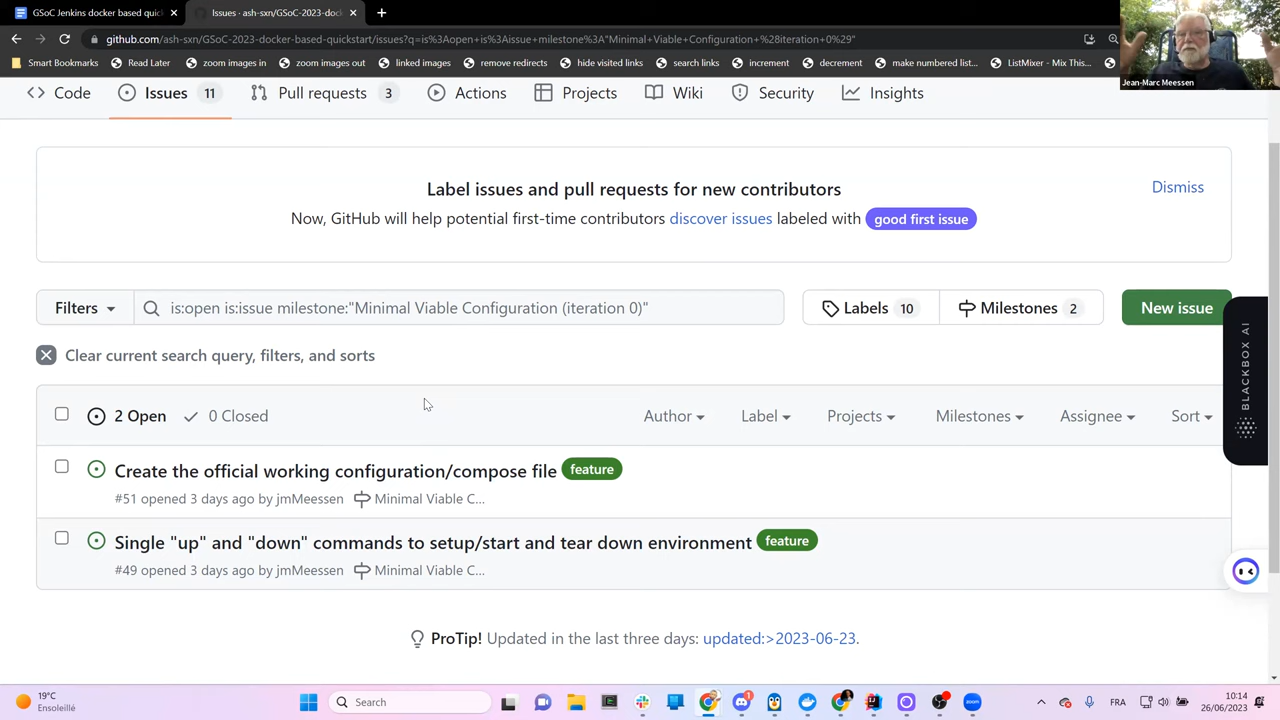 GSoC Jenkins docker based quick
Issues · ash-sxn/GSoC-2023-dock
github.com/ash-sxn/GSoC-2023-docker-based-quickstart/issues?q=is%3Aopen+is%3Aissue+milestone%3A"Minimal+Viable+Configuration+%28iteration+0%29"
Smart Bookmarks Read Later zoom images in zoom images out linked images remove redirects hide visited links search links increment decrement make numbered list... ListMixer - Mix This...
Jean-Marc Meessen
Code Issues 11 Pull requests 3 Actions Projects Wiki Security Insights
Label issues and pull requests for new contributors
Dismiss
Now, GitHub will help potential first-time contributors discover issues labeled with good first issue
Filters is:open is:issue milestone:"Minimal Viable Configuration (iteration 0)" Labels 10 Milestones 2 New issue
BLACKBOX AI
Clear current search query, filters, and sorts
2 Open 0 Closed Author Label Projects Milestones Assignee Sort
Create the official working configuration/compose file feature
#51 opened 3 days ago by jmMeessen Minimal Viable C...
Single "up" and "down" commands to setup/start and tear down environment feature
#49 opened 3 days ago by jmMeessen Minimal Viable C...
ProTip! Updated in the last three days: updated:>2023-06-23.
19°C
Ensoleillé
Search
1
zoom
FRA
10:14
26/06/2023